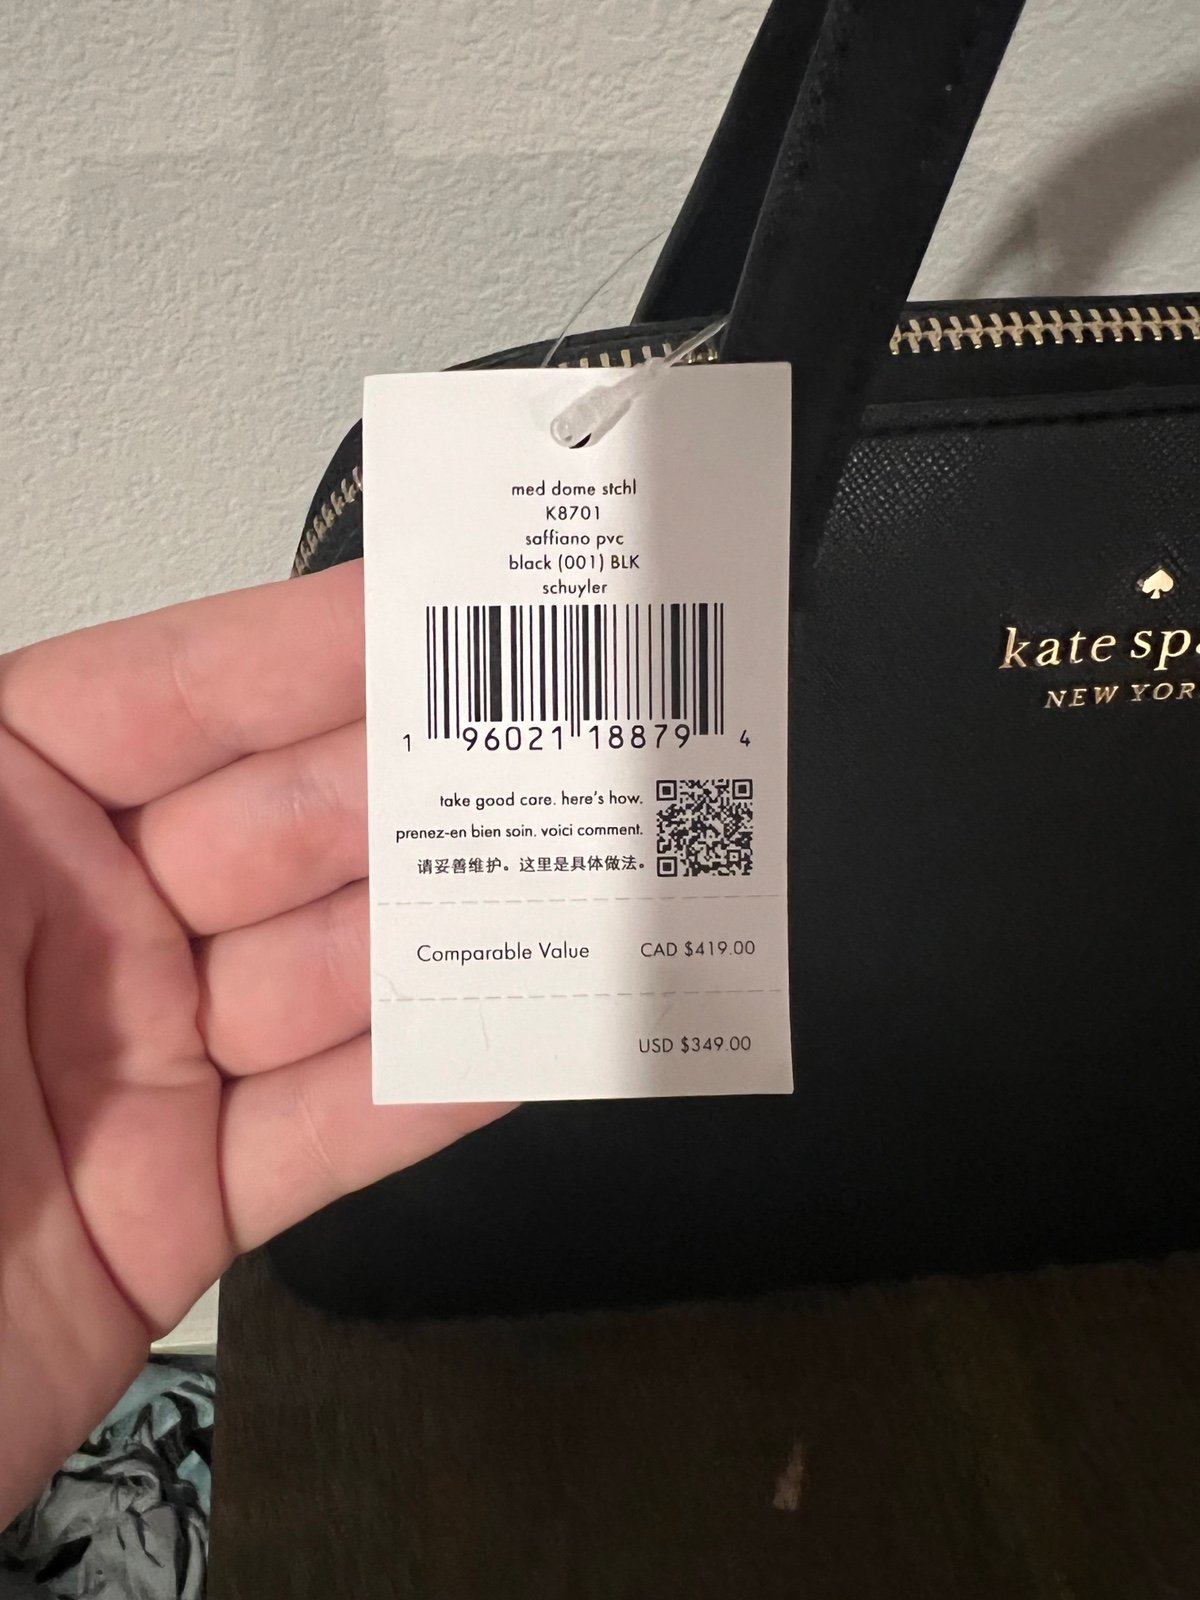 med dome stchl
K8701
saffiano pvc
black (001) BLK
schuyler
1 96021 18879 4
take good care. here's how.
prenez-en bien soin. voici comment.
请妥善维护。这里是具体做法。
Comparable Value CAD $419.00
USD $349.00
kate
NEW